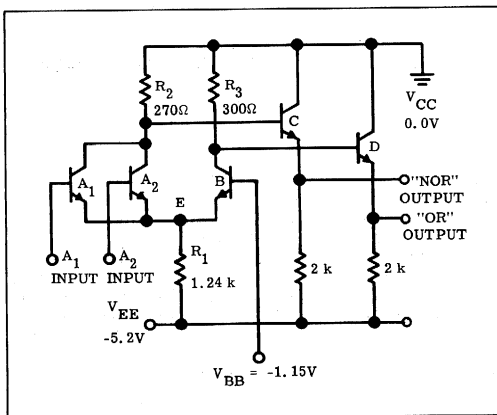 R2
270Ω
R3
300Ω
C
VCC
0.0V
D
A1
A2
B
"NOR"
OUTPUT
E
"OR"
OUTPUT
A1
INPUT
A2
INPUT
R1
1.24 k
2 k
2 k
VEE
-5.2V
VBB = -1.15V